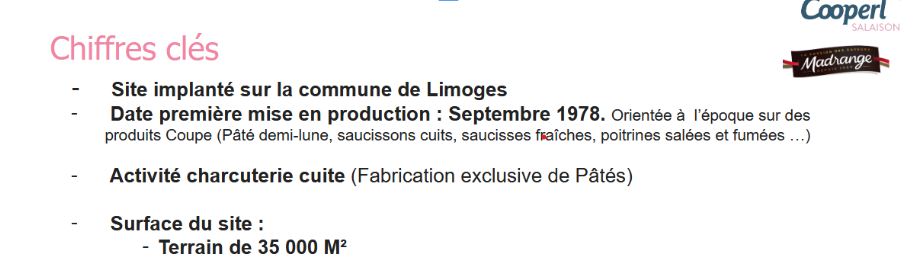 Cooperl
SALAISON
Chiffres clés
Madrange
- Site implanté sur la commune de Limoges
- Date première mise en production : Septembre 1978. Orientée à l'époque sur des
produits Coupe (Pâté demi-lune, saucissons cuits, saucisses fraîches, poitrines salées et fumées …)
- Activité charcuterie cuite (Fabrication exclusive de Pâtés)
- Surface du site :
- Terrain de 35 000 M²